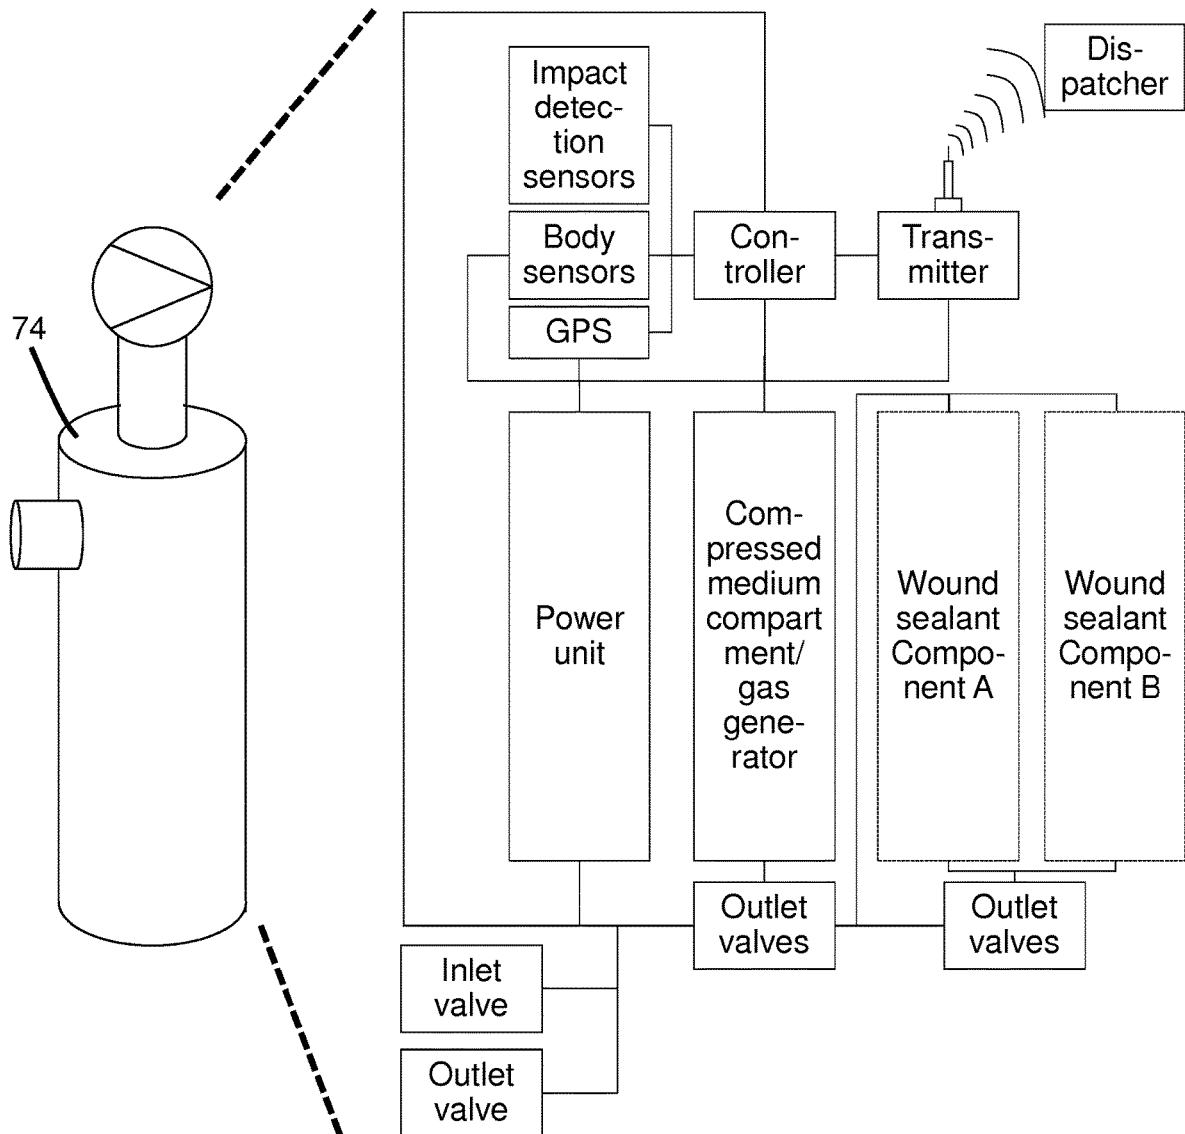 Dis-
patcher
Impact
detec-
tion
sensors
Body
sensors
Con-
troller
Trans-
mitter
GPS
74
Power
unit
Com-
pressed
medium
compart
ment/
gas
gene-
rator
Wound
sealant
Compo-
nent A
Wound
sealant
Compo-
nent B
Outlet
valves
Outlet
valves
Inlet
valve
Outlet
valve